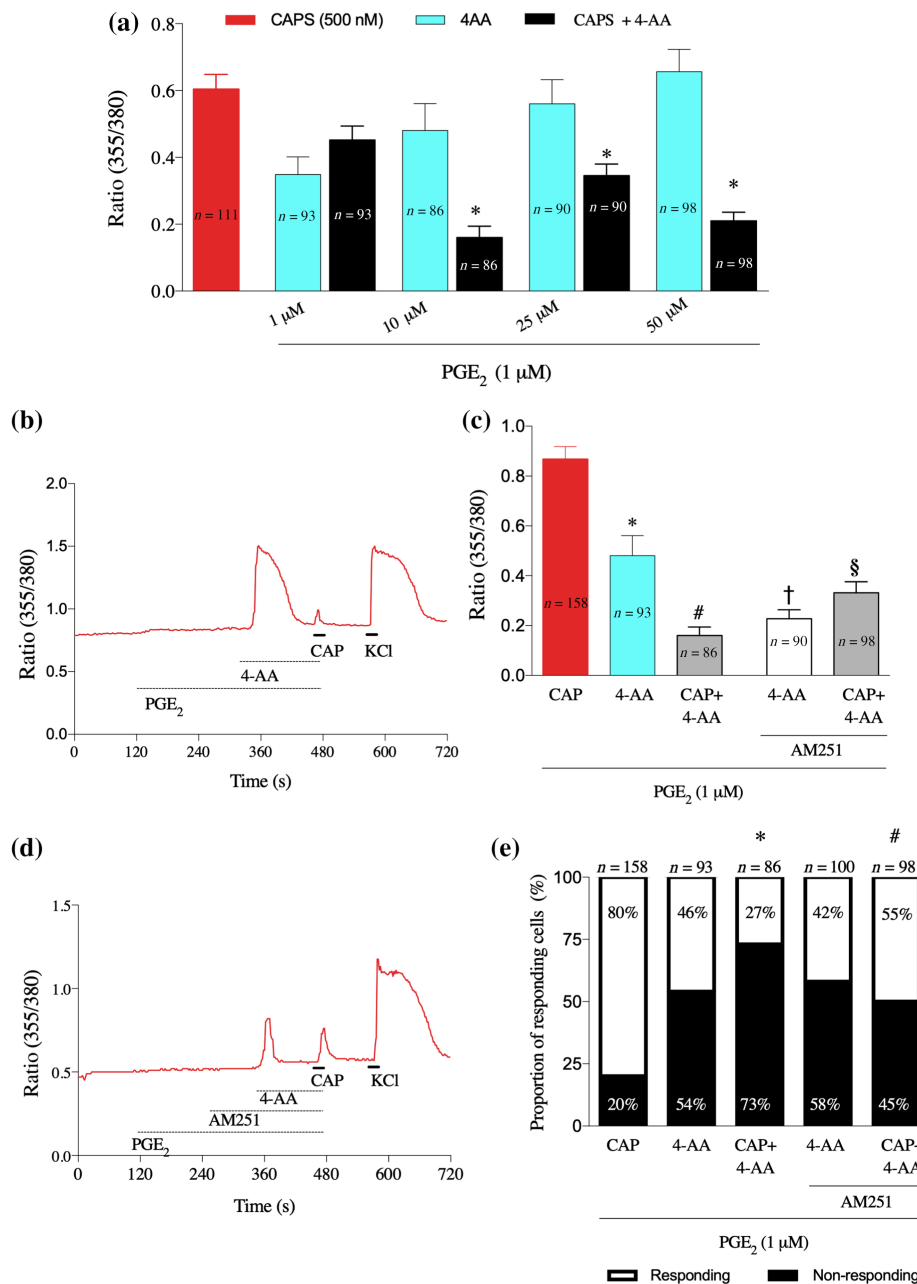 (a)
CAPS (500 nM) 4AA CAPS + 4-AA
Ratio (355/380)
0.8
0.6
0.4
0.2
0.0
n = 111
n = 93
n = 93
n = 86
*
n = 86
n = 90
*
n = 90
n = 98
*
n = 98
1 µM
10 µM
25 µM
50 µM
PGE2 (1 µM)
(b)
Ratio (355/380)
2.0
1.5
1.0
0.5
0.0
CAP
KCl
4-AA
PGE2
0 120 240 360 480 600 720
Time (s)
(c)
Ratio (355/380)
1.0
0.8
0.6
0.4
0.2
0.0
n = 158
*
n = 93
#
n = 86
†
n = 90
§
n = 98
CAP 4-AA CAP+ 4-AA CAP+
4-AA 4-AA
AM251
PGE2 (1 µM)
(d)
Ratio (355/380)
1.5
1.0
0.5
0.0
CAP
KCl
4-AA
AM251
PGE2
0 120 240 360 480 600 720
Time (s)
(e)
* #
n = 158 n = 93 n = 86 n = 100 n = 98
Proportion of responding cells (%)
100
75
50
25
0
80% 46% 27% 42% 55%
20% 54% 73% 58% 45%
CAP 4-AA CAP+ 4-AA CAP+
4-AA 4-AA
AM251
PGE2 (1 µM)
Responding Non-responding